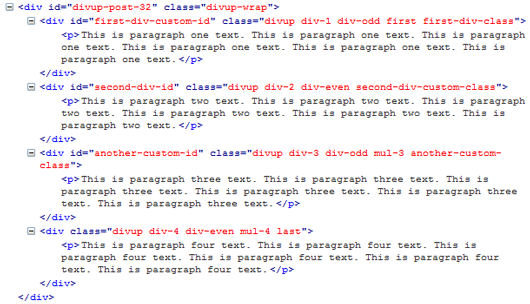 <div id="divup-post-32" class="divup-wrap">
<div id="first-div-custom-id" class="divup div-1 div-odd first first-div-class">
<p>This is paragraph one text. This is paragraph one text. This is paragraph
one text. This is paragraph one text. This is paragraph one text. This is
paragraph one text.</p>
</div>
<div id="second-div-id" class="divup div-2 div-even second-div-custom-class">
<p>This is paragraph two text. This is paragraph two text. This is paragraph
two text. This is paragraph two text. This is paragraph two text. This is
paragraph two text.</p>
</div>
<div id="another-custom-id" class="divup div-3 div-odd mul-3 another-custom-
class">
<p>This is paragraph three text. This is paragraph three text. This is
paragraph three text. This is paragraph three text. This is paragraph three
text. This is paragraph three text.</p>
</div>
<div class="divup div-4 div-even mul-4 last">
<p>This is paragraph four text. This is paragraph four text. This is
paragraph four text. This is paragraph four text. This is paragraph four
text. This is paragraph four text.</p>
</div>
</div>